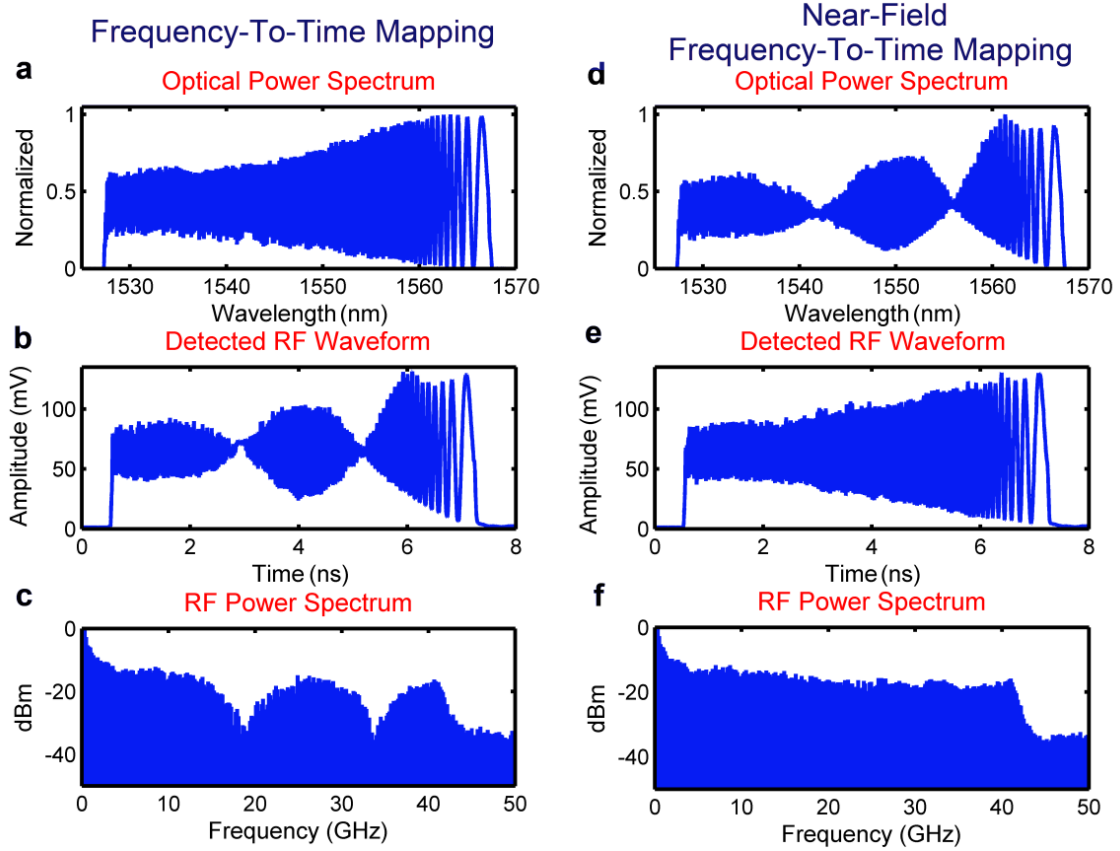 Frequency-To-Time Mapping
a
Optical Power Spectrum
Normalized
1
0.5
0
1530 1540 1550 1560 1570
Wavelength (nm)
b
Detected RF Waveform
Amplitude (mV)
100
50
0
0 2 4 6 8
Time (ns)
c
RF Power Spectrum
dBm
0
-20
-40
0 10 20 30 40 50
Frequency (GHz)
Near-Field
Frequency-To-Time Mapping
d
Optical Power Spectrum
Normalized
1
0.5
0
1530 1540 1550 1560 1570
Wavelength (nm)
e
Detected RF Waveform
Amplitude (mV)
100
50
0
0 2 4 6 8
Time (ns)
f
RF Power Spectrum
dBm
0
-20
-40
0 10 20 30 40 50
Frequency (GHz)